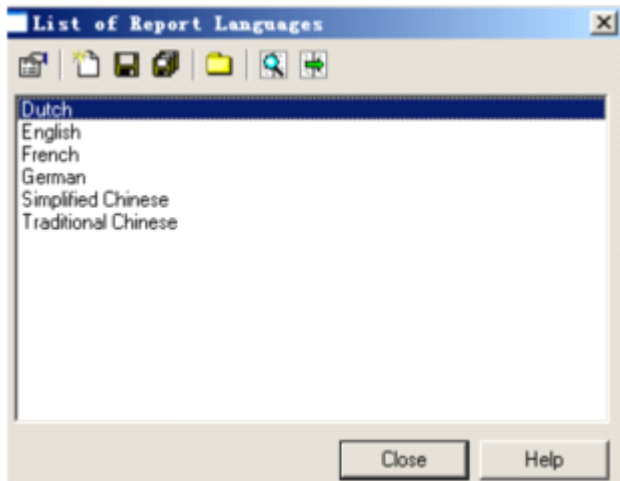 List of Report Languages
Dutch
English
French
German
Simplified Chinese
Traditional Chinese
Close
Help